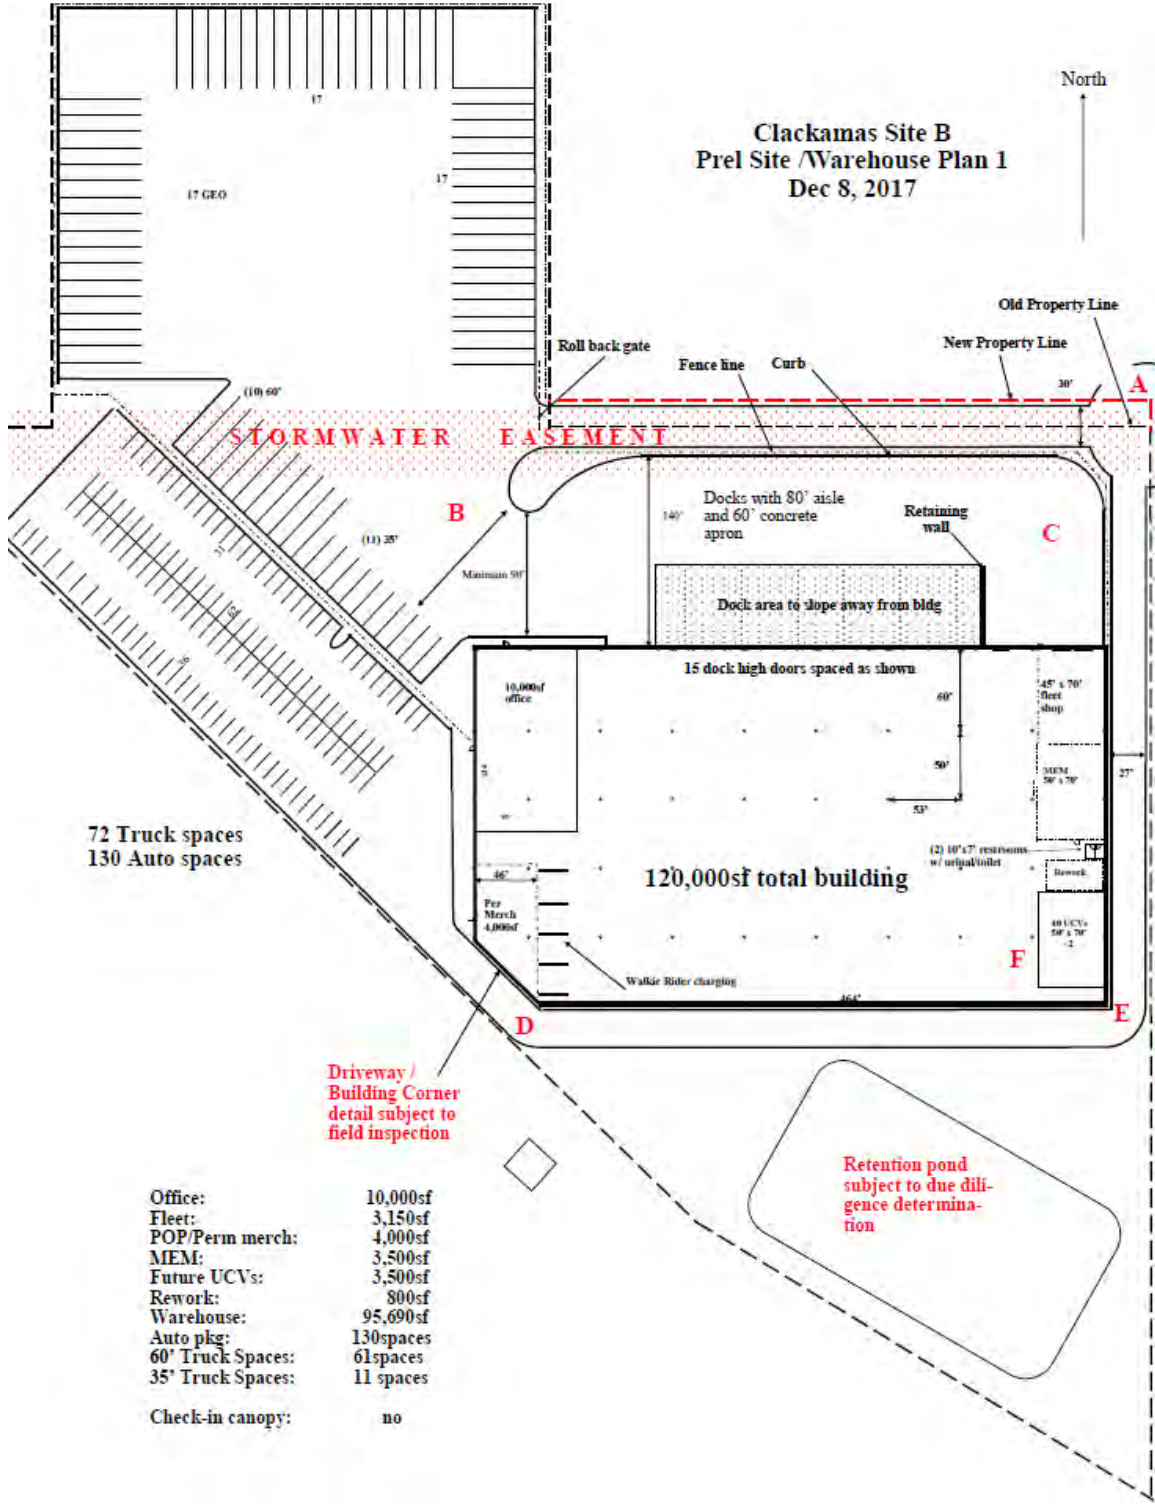 North
Clackamas Site B
Prel Site /Warehouse Plan 1
Dec 8, 2017
17
17
17 GEO
Old Property Line
New Property Line
Roll back gate
Fence line
Curb
30'
A
(10) 60'
STORMWATER EASEMENT
B
(11) 35'
31
62
Minimum 90'
140'
Docks with 80' aisle
and 60' concrete
apron
Retaining
wall
C
Dock area to slope away from bldg
15 dock high doors spaced as shown
10,000sf
office
60'
45' x 70'
fleet
shop
50'
MEM
50' x 70'
27'
53'
72 Truck spaces
130 Auto spaces
(2) 10'x7' restrooms
w/ urinal/toilet
Rework
120,000sf total building
46'
Per
Merch
4,000sf
40 UCVs
50' x 70'
F
Walkie Rider charging
464'
D
E
Driveway /
Building Corner
detail subject to
field inspection
Retention pond
subject to due dili-
gence determina-
tion
Office: 10,000sf
Fleet: 3,150sf
POP/Perm merch: 4,000sf
MEM: 3,500sf
Future UCVs: 3,500sf
Rework: 800sf
Warehouse: 95,690sf
Auto pkg: 130spaces
60' Truck Spaces: 61spaces
35' Truck Spaces: 11 spaces
Check-in canopy: no